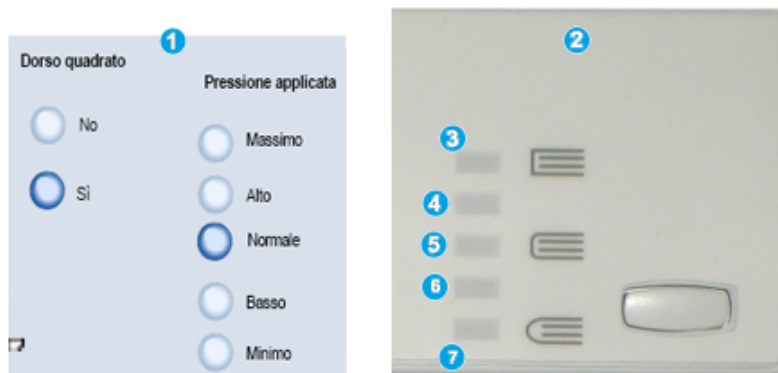 1
Dorso quadrato
Pressione applicata
No
Massimo
Sì
Alto
Normale
Basso
Minimo
2
3
4
5
6
7